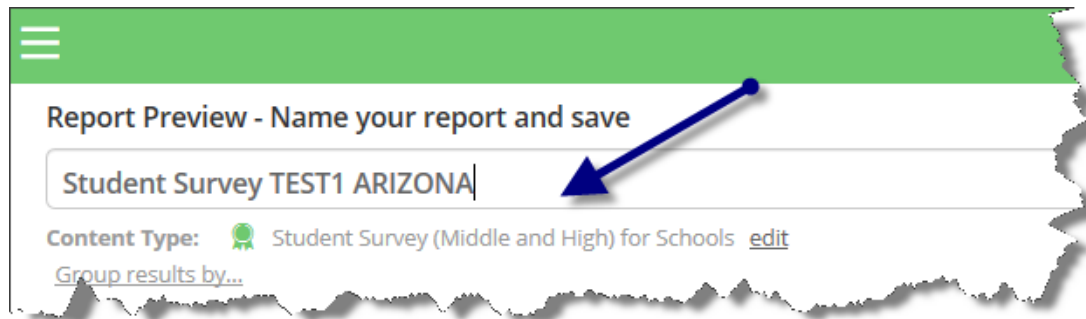 Report Preview - Name your report and save
Student Survey TEST1 ARIZONA
Content Type: Student Survey (Middle and High) for Schools edit
Group results by...